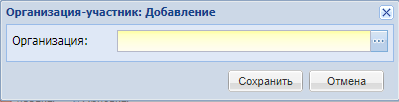 Организация-участник: Добавление
Организация:
Сохранить Отмена